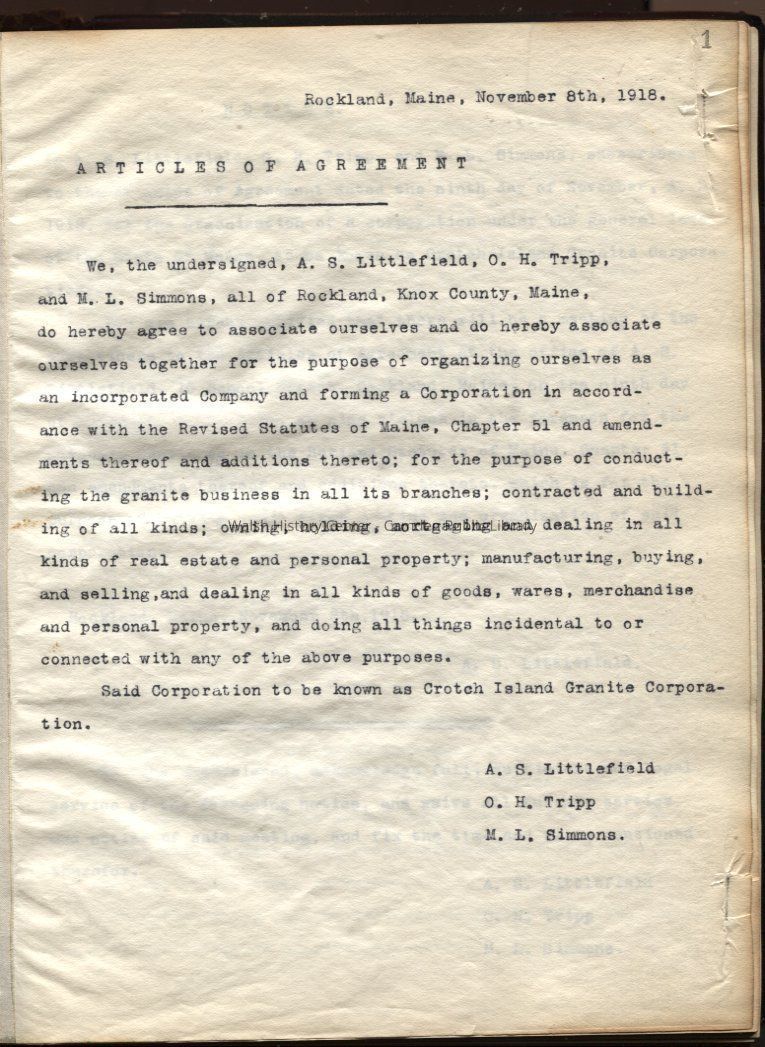 1
Rockland, Maine, November 8th, 1918.
ARTICLES OF AGREEMENT
We, the undersigned, A. S. Littlefield, O. H. Tripp,
and M. L. Simmons, all of Rockland, Knox County, Maine,
do hereby agree to associate ourselves and do hereby associate
ourselves together for the purpose of organizing ourselves as
an incorporated Company and forming a Corporation in accord-
ance with the Revised Statutes of Maine, Chapter 51 and amend-
ments thereof and additions thereto; for the purpose of conduct-
ing the granite business in all its branches; contracted and build-
ing of all kinds; owning, holding, mortgaging and dealing in all
Walsh History Center, Camden Public Library
kinds of real estate and personal property; manufacturing, buying,
and selling,and dealing in all kinds of goods, wares, merchandise
and personal property, and doing all things incidental to or
connected with any of the above purposes.
Said Corporation to be known as Crotch Island Granite Corpora-
tion.
A. S. Littlefield
O. H. Tripp
M. L. Simmons.